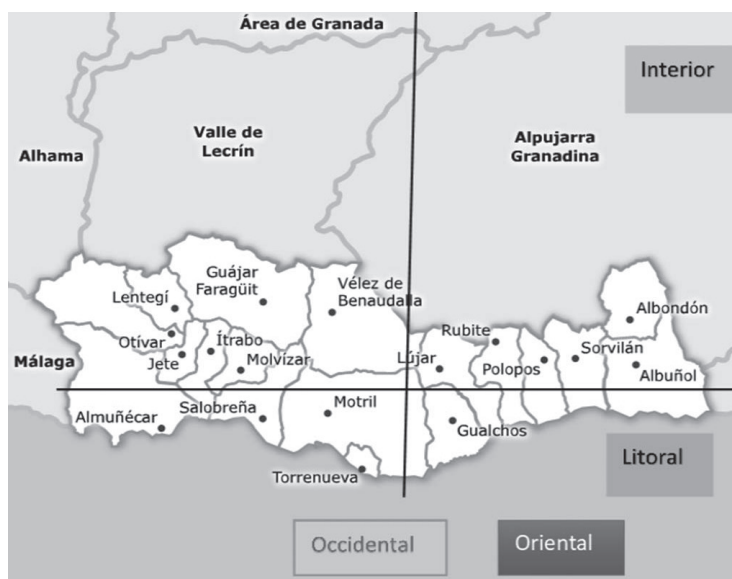 Área de Granada
Interior
Valle de
Lecrín
Alpujarra
Granadina
Alhama
Guájar
Faragüit
Lentegí
Vélez de
Benaudalla
Albondón
Otívar
Ítrabo
Rubite
Sorvilán
Málaga
Jete
Molvízar
Lújar
Polopos
Albuñol
Almuñécar
Salobreña
Motril
Gualchos
Torrenueva
Litoral
Occidental
Oriental